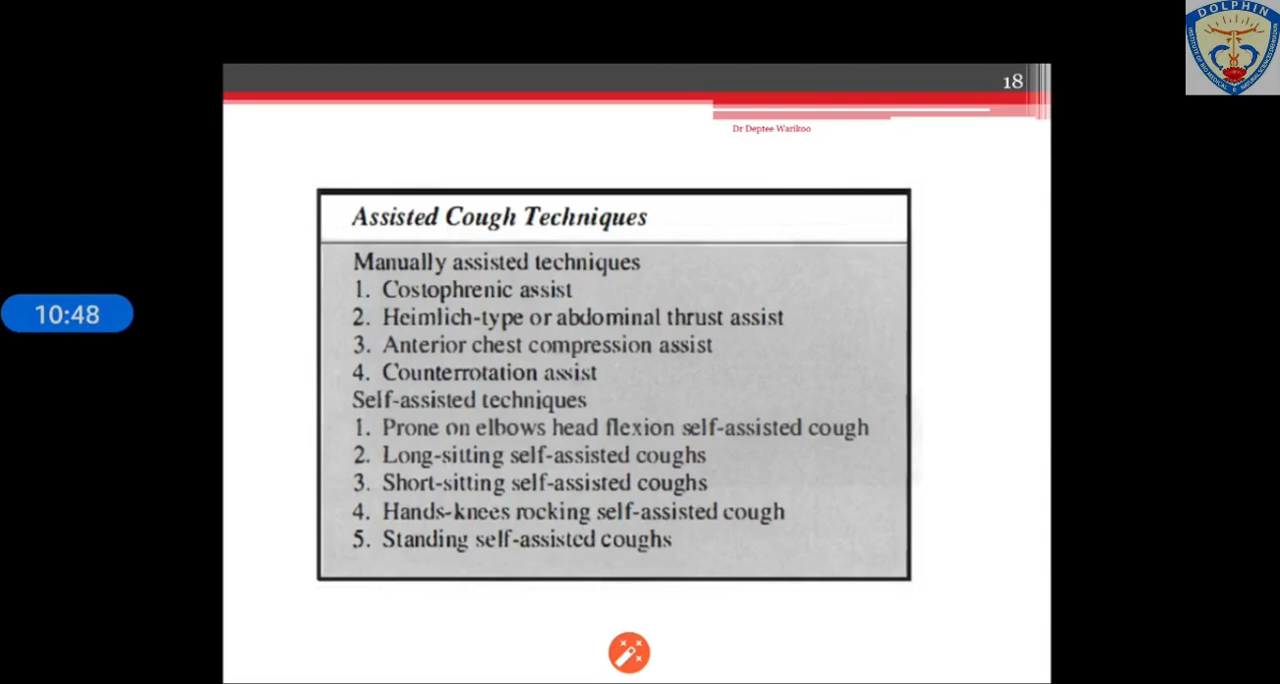 DOLPHIN
18
Dr Deptee Warikoo
Assisted Cough Techniques
Manually assisted techniques
1. Costophrenic assist
2. Heimlich-type or abdominal thrust assist
3. Anterior chest compression assist
4. Counterrotation assist
Self-assisted techniques
1. Prone on elbows head flexion self-assisted cough
2. Long-sitting self-assisted coughs
3. Short-sitting self-assisted coughs
4. Hands-knees rocking self-assisted cough
5. Standing self-assisted coughs
10:48